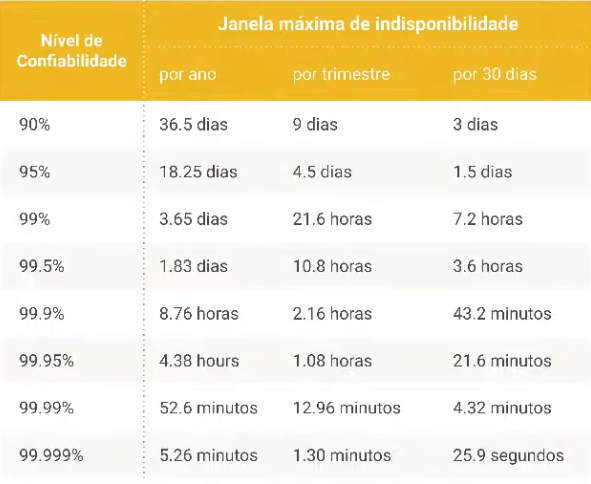 Nível de Confiabilidade
Janela máxima de indisponibilidade
por ano por trimestre por 30 dias
90% 36.5 dias 9 dias 3 dias
95% 18.25 dias 4.5 dias 1.5 dias
99% 3.65 dias 21.6 horas 7.2 horas
99.5% 1.83 dias 10.8 horas 3.6 horas
99.9% 8.76 horas 2.16 horas 43.2 minutos
99.95% 4.38 hours 1.08 horas 21.6 minutos
99.99% 52.6 minutos 12.96 minutos 4.32 minutos
99.999% 5.26 minutos 1.30 minutos 25.9 segundos